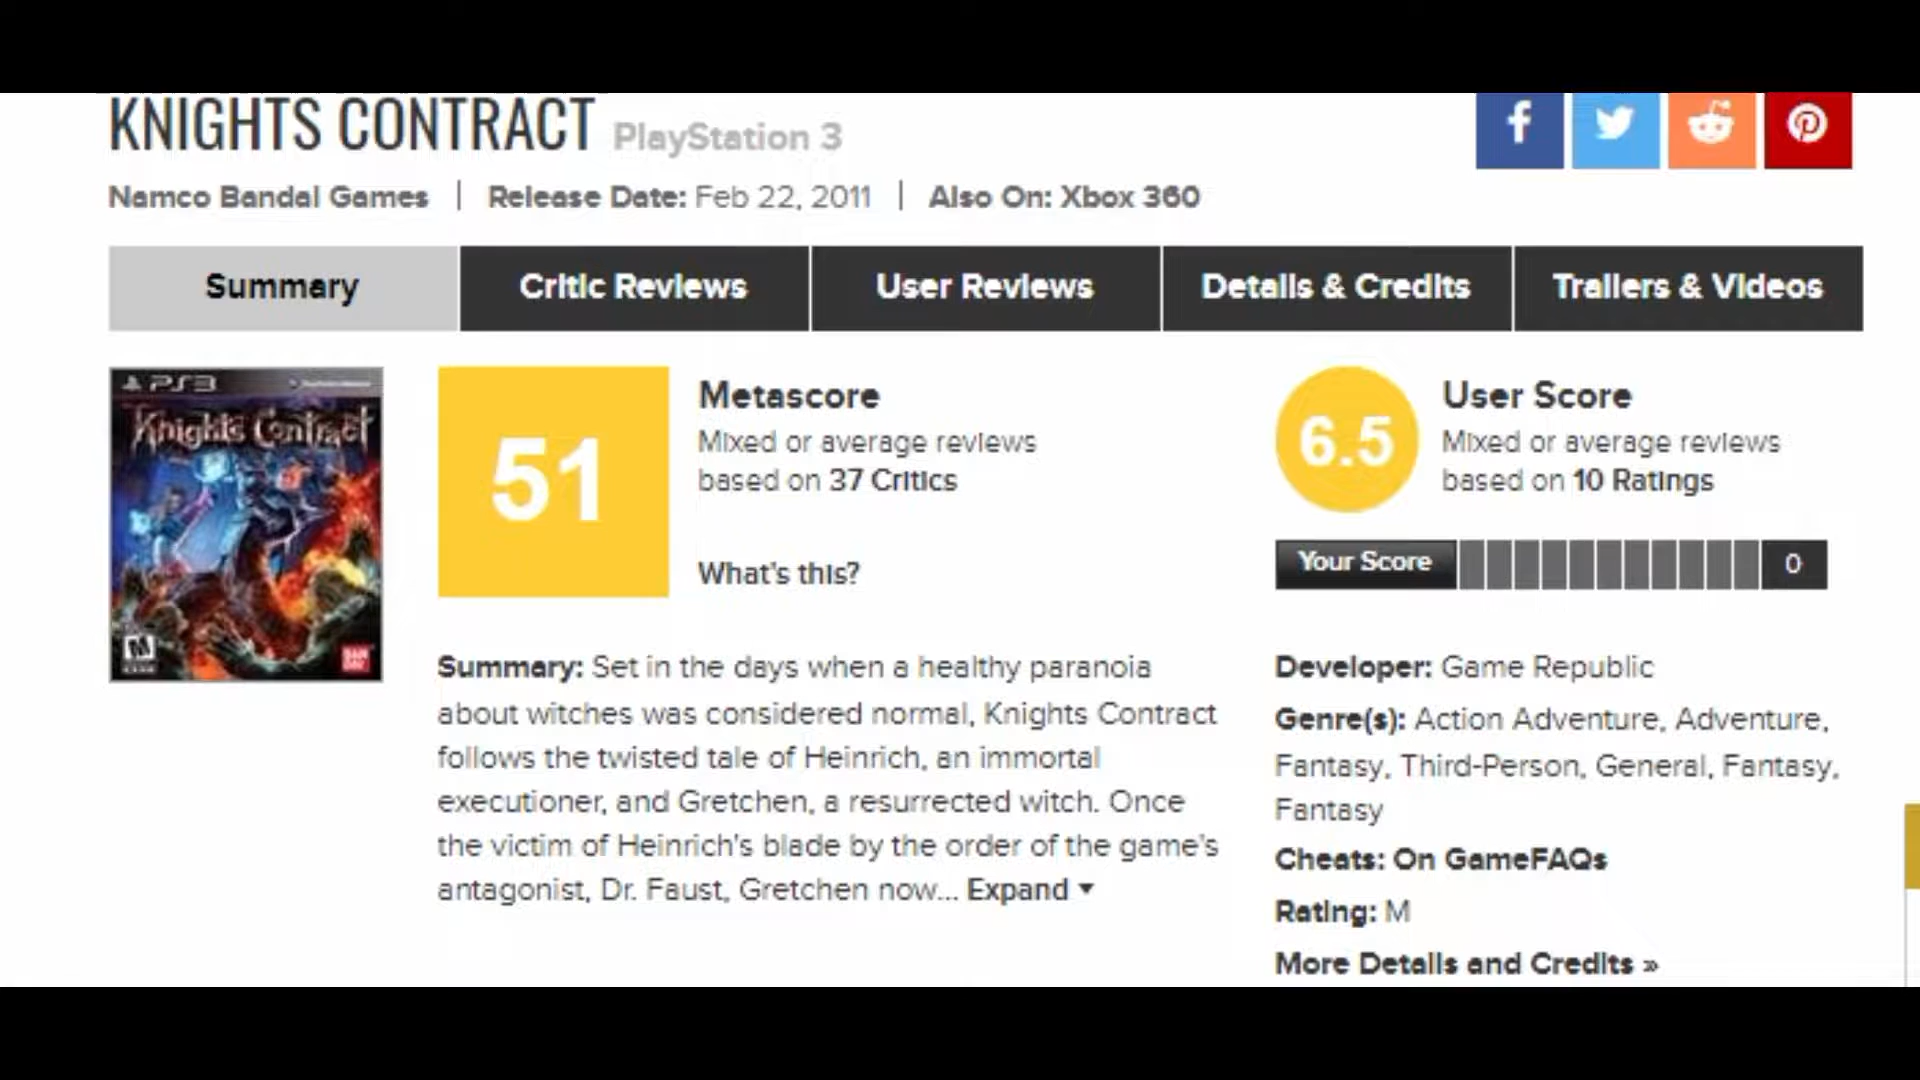 KNIGHTS CONTRACT PlayStation 3
Namco Bandai Games | Release Date: Feb 22, 2011 | Also On: Xbox 360
Summary
Critic Reviews
User Reviews
Details & Credits
Trailers & Videos
PS3
Knights Contract
M
51
Metascore
Mixed or average reviews
based on 37 Critics
What's this?
6.5
User Score
Mixed or average reviews
based on 10 Ratings
Your Score
0
Summary: Set in the days when a healthy paranoia
about witches was considered normal, Knights Contract
follows the twisted tale of Heinrich, an immortal
executioner, and Gretchen, a resurrected witch. Once
the victim of Heinrich's blade by the order of the game's
antagonist, Dr. Faust, Gretchen now... Expand
Developer: Game Republic
Genre(s): Action Adventure, Adventure,
Fantasy, Third-Person, General, Fantasy,
Fantasy
Cheats: On GameFAQs
Rating: M
More Details and Credits »